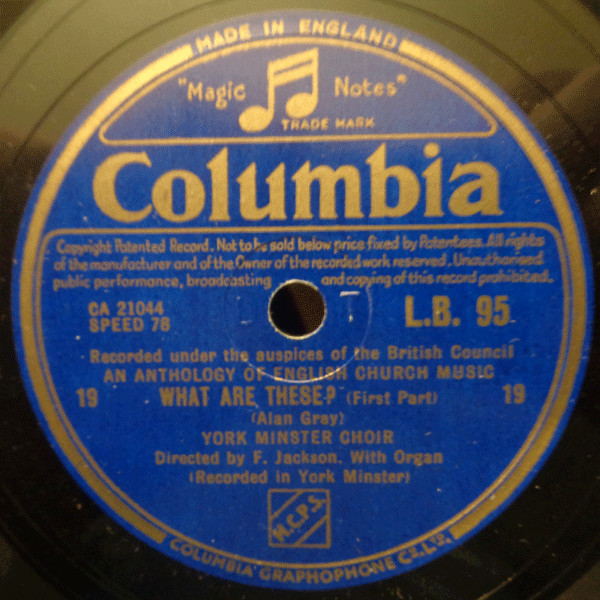 MADE IN ENGLAND
"Magic Notes"
TRADE MARK
Columbia
Copyright Patented Record. Not to be sold below price fixed by Patentees. All rights
of the manufacturer and of the Owner of the recorded work reserved. Unauthorised
public performance, broadcasting and copying of this record prohibited.
CA 21044
SPEED 78
L.B. 95
Recorded under the auspices of the British Council
AN ANTHOLOGY OF ENGLISH CHURCH MUSIC
19 WHAT ARE THESE? (First Part) 19
(Alan Gray)
YORK MINSTER CHOIR
Directed by F. Jackson. With Organ
(Recorded in York Minster)
M.C.P.S.
COLUMBIA GRAPHOPHONE Co. LTD.